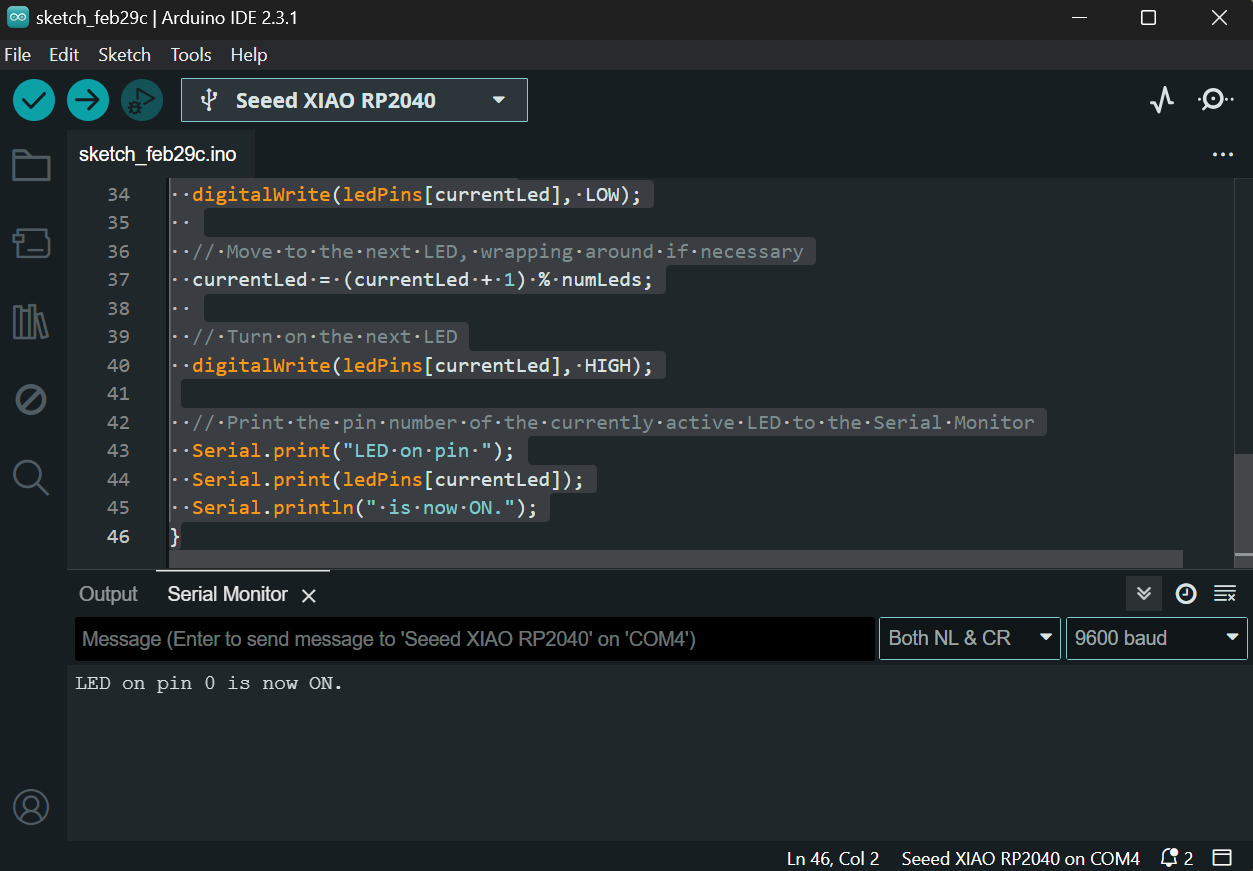 sketch_feb29c | Arduino IDE 2.3.1
File Edit Sketch Tools Help
Seeed XIAO RP2040
sketch_feb29c.ino
34 digitalWrite(ledPins[currentLed], LOW);
35
36 // Move to the next LED, wrapping around if necessary
37 currentLed = (currentLed + 1) % numLeds;
38
39 // Turn on the next LED
40 digitalWrite(ledPins[currentLed], HIGH);
41
42 // Print the pin number of the currently active LED to the Serial Monitor
43 Serial.print("LED on pin ");
44 Serial.print(ledPins[currentLed]);
45 Serial.println(" is now ON.");
46 }
Output Serial Monitor
Message (Enter to send message to 'Seeed XIAO RP2040' on 'COM4') Both NL & CR 9600 baud
LED on pin 0 is now ON.
Ln 46, Col 2 Seeed XIAO RP2040 on COM4 2